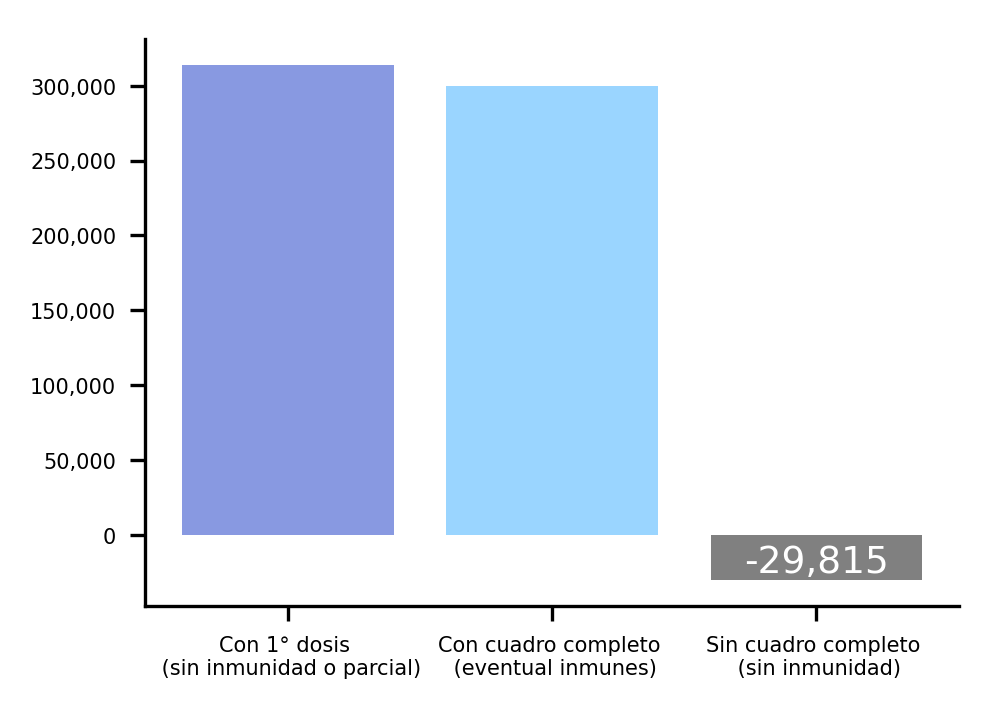 300,000
250,000
200,000
150,000
100,000
50,000
0
-29,815
Con 1° dosis
(sin inmunidad o parcial)
Con cuadro completo
(eventual inmunes)
Sin cuadro completo
(sin inmunidad)